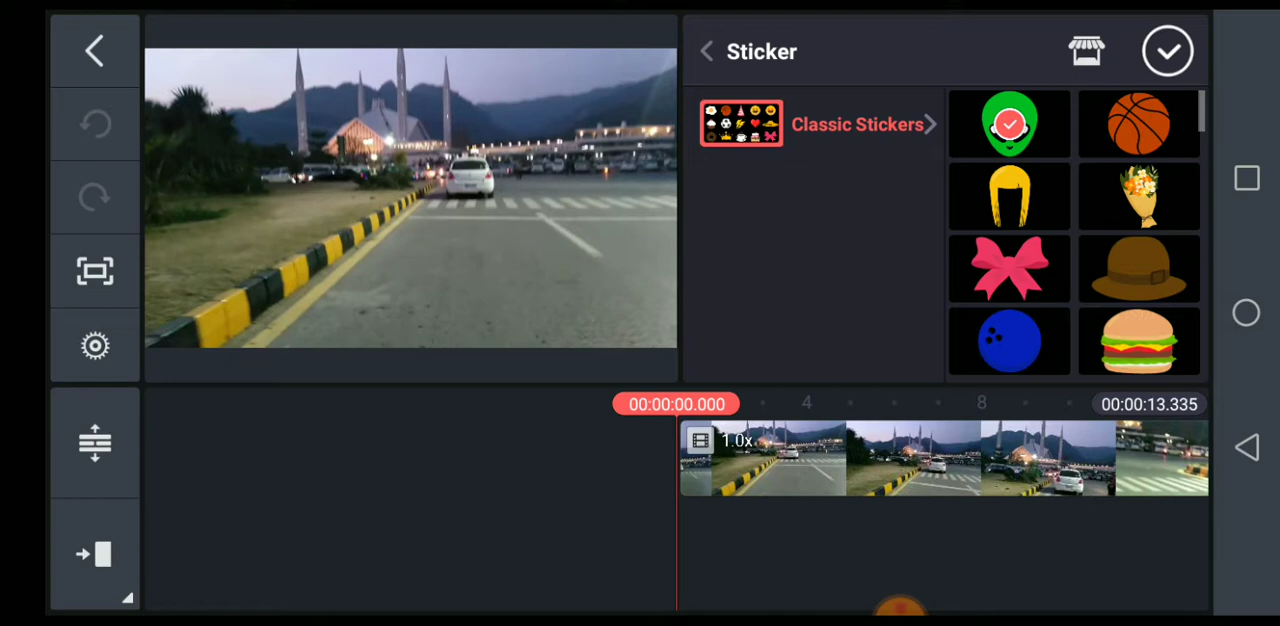 Sticker
Classic Stickers
00:00:00.000
4
8
00:00:13.335
1.0x